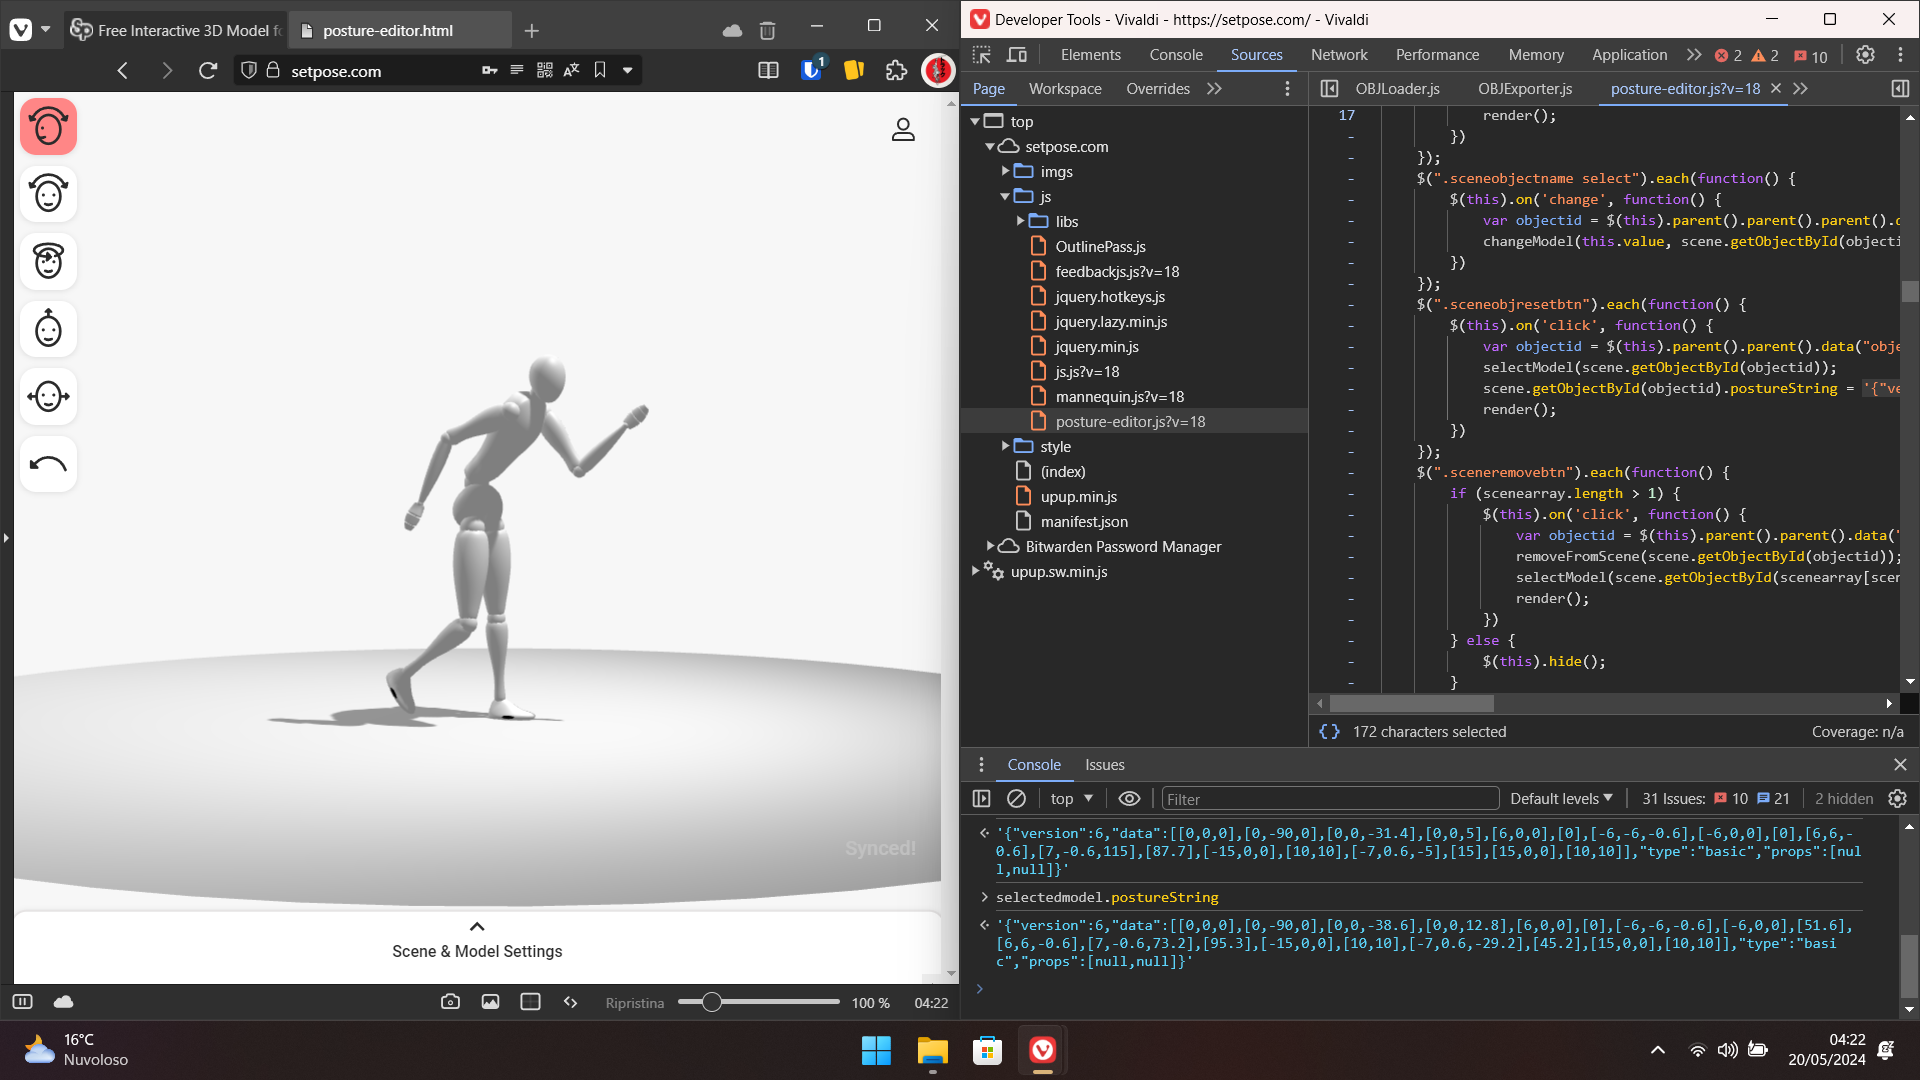 Free Interactive 3D Model fo
posture-editor.html
setpose.com
1
Synced!
Scene & Model Settings
Ripristina
100 %
04:22
Developer Tools - Vivaldi - https://setpose.com/ - Vivaldi
Elements
Console
Sources
Network
Performance
Memory
Application
2
2
10
Page
Workspace
Overrides
OBJLoader.js
OBJExporter.js
posture-editor.js?v=18
top
setpose.com
imgs
js
libs
OutlinePass.js
feedbackjs.js?v=18
jquery.hotkeys.js
jquery.lazy.min.js
jquery.min.js
js.js?v=18
mannequin.js?v=18
posture-editor.js?v=18
style
(index)
upup.min.js
manifest.json
Bitwarden Password Manager
upup.sw.min.js
17 render();
- })
- });
- $(".sceneobjectname select").each(function() {
- $(this).on('change', function() {
- var objectid = $(this).parent().parent().parent().d
- changeModel(this.value, scene.getObjectById(objecti
- })
- });
- $(".sceneobjresetbtn").each(function() {
- $(this).on('click', function() {
- var objectid = $(this).parent().parent().data("obje
- selectModel(scene.getObjectById(objectid));
- scene.getObjectById(objectid).postureString = '{"ve
- render();
- })
- });
- $(".sceneremovebtn").each(function() {
- if (scenearray.length > 1) {
- $(this).on('click', function() {
- var objectid = $(this).parent().parent().data('
- removeFromScene(scene.getObjectById(objectid));
- selectModel(scene.getObjectById(scenearray[scen
- render();
- })
- } else {
- $(this).hide();
- }
{} 172 characters selected
Coverage: n/a
Console
Issues
top
Filter
Default levels
31 Issues:
10
21
2 hidden
'{"version":6,"data":[[0,0,0],[0,-90,0],[0,0,-31.4],[0,0,5],[6,0,0],[0],[-6,-6,-0.6],[-6,0,0],[0],[6,6,-
0.6],[7,-0.6,115],[87.7],[-15,0,0],[10,10],[-7,0.6,-5],[15],[15,0,0],[10,10]],"type":"basic","props":[nul
l,null]}'
> selectedmodel.postureString
'{"version":6,"data":[[0,0,0],[0,-90,0],[0,0,-38.6],[0,0,12.8],[6,0,0],[0],[-6,-6,-0.6],[-6,0,0],[51.6],
[6,6,-0.6],[7,-0.6,73.2],[95.3],[-15,0,0],[10,10],[-7,0.6,-29.2],[45.2],[15,0,0],[10,10]],"type":"basi
c","props":[null,null]}'
>
16°C
Nuvoloso
04:22
20/05/2024